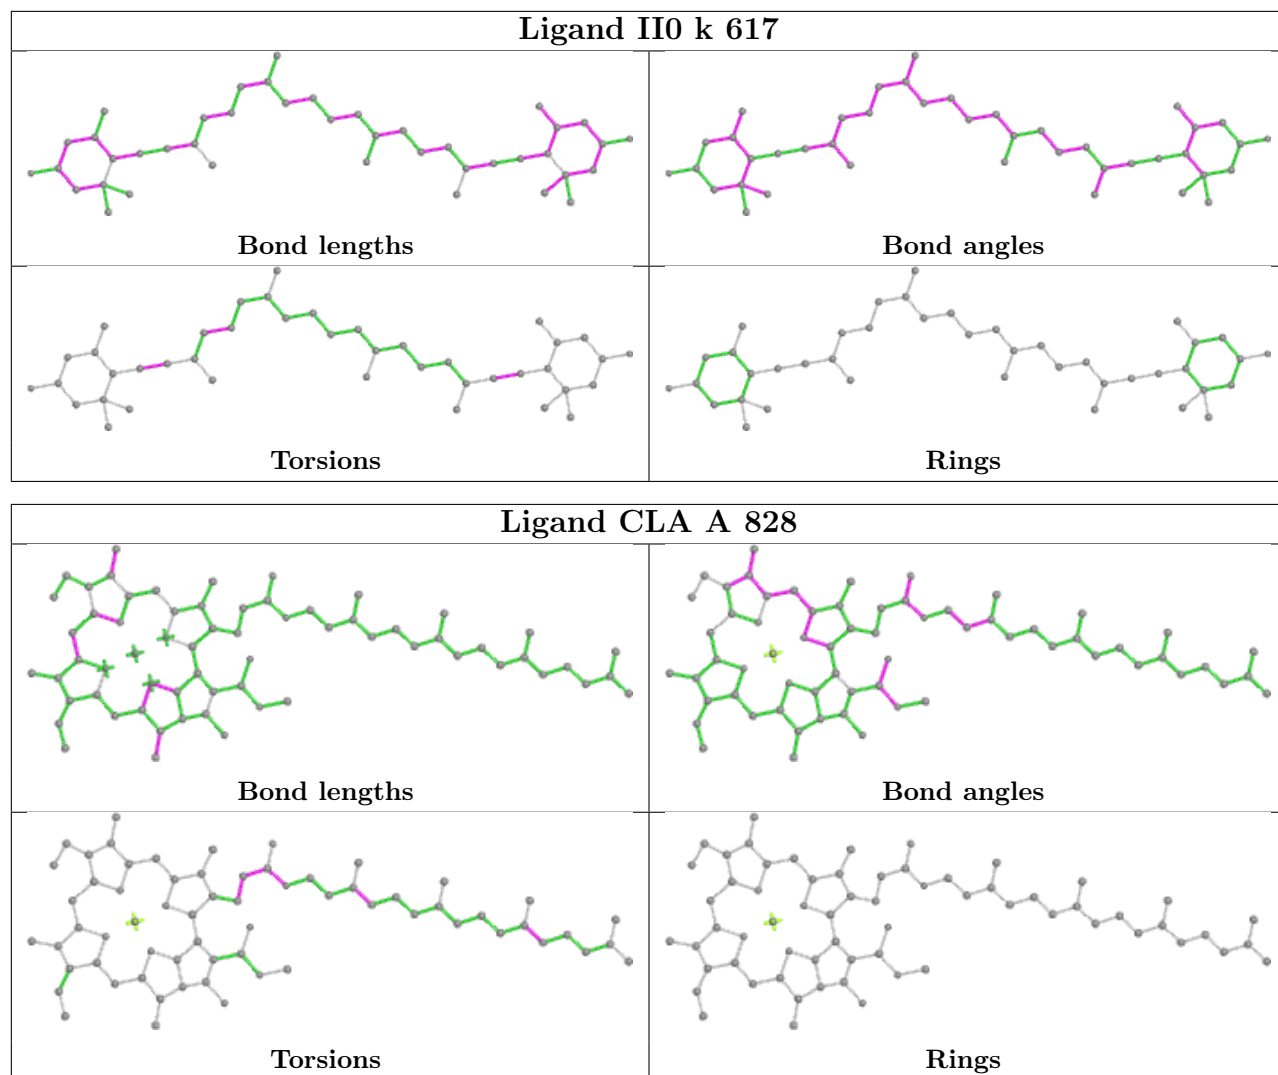 Ligand II0 k 617
Bond lengths
Bond angles
Torsions
Rings
Ligand CLA A 828
Bond lengths
Bond angles
Torsions
Rings